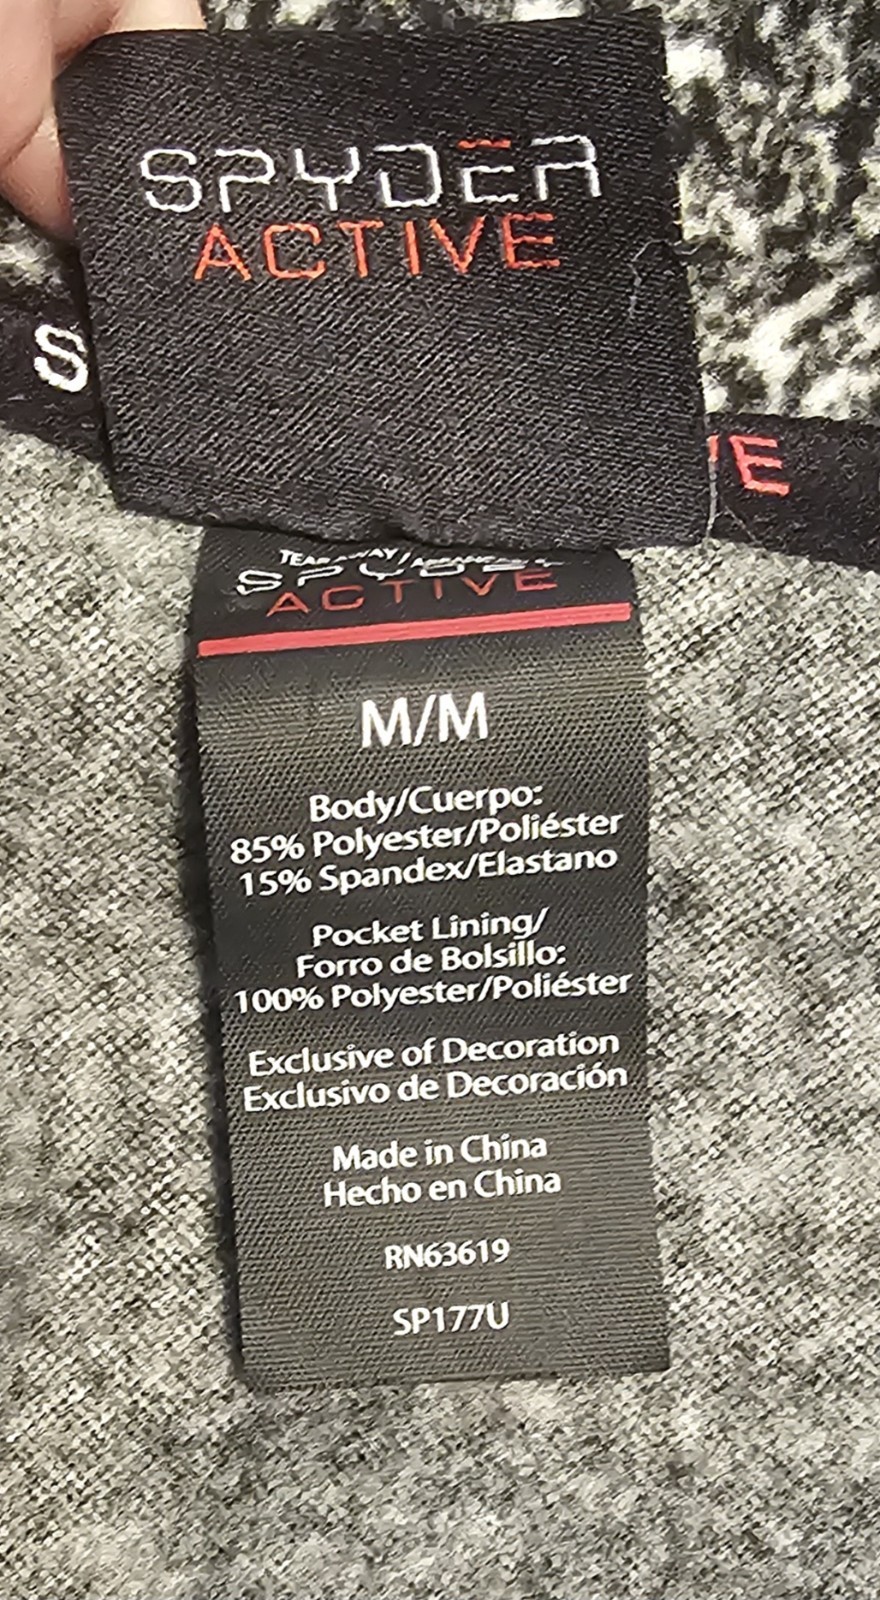 SPYDER
ACTIVE
S
E
SPYDER
ACTIVE
M/M
Body/Cuerpo:
85% Polyester/Poliéster
15% Spandex/Elastano
Pocket Lining/
Forro de Bolsillo:
100% Polyester/Poliéster
Exclusive of Decoration
Exclusivo de Decoración
Made in China
Hecho en China
RN63619
SP177U